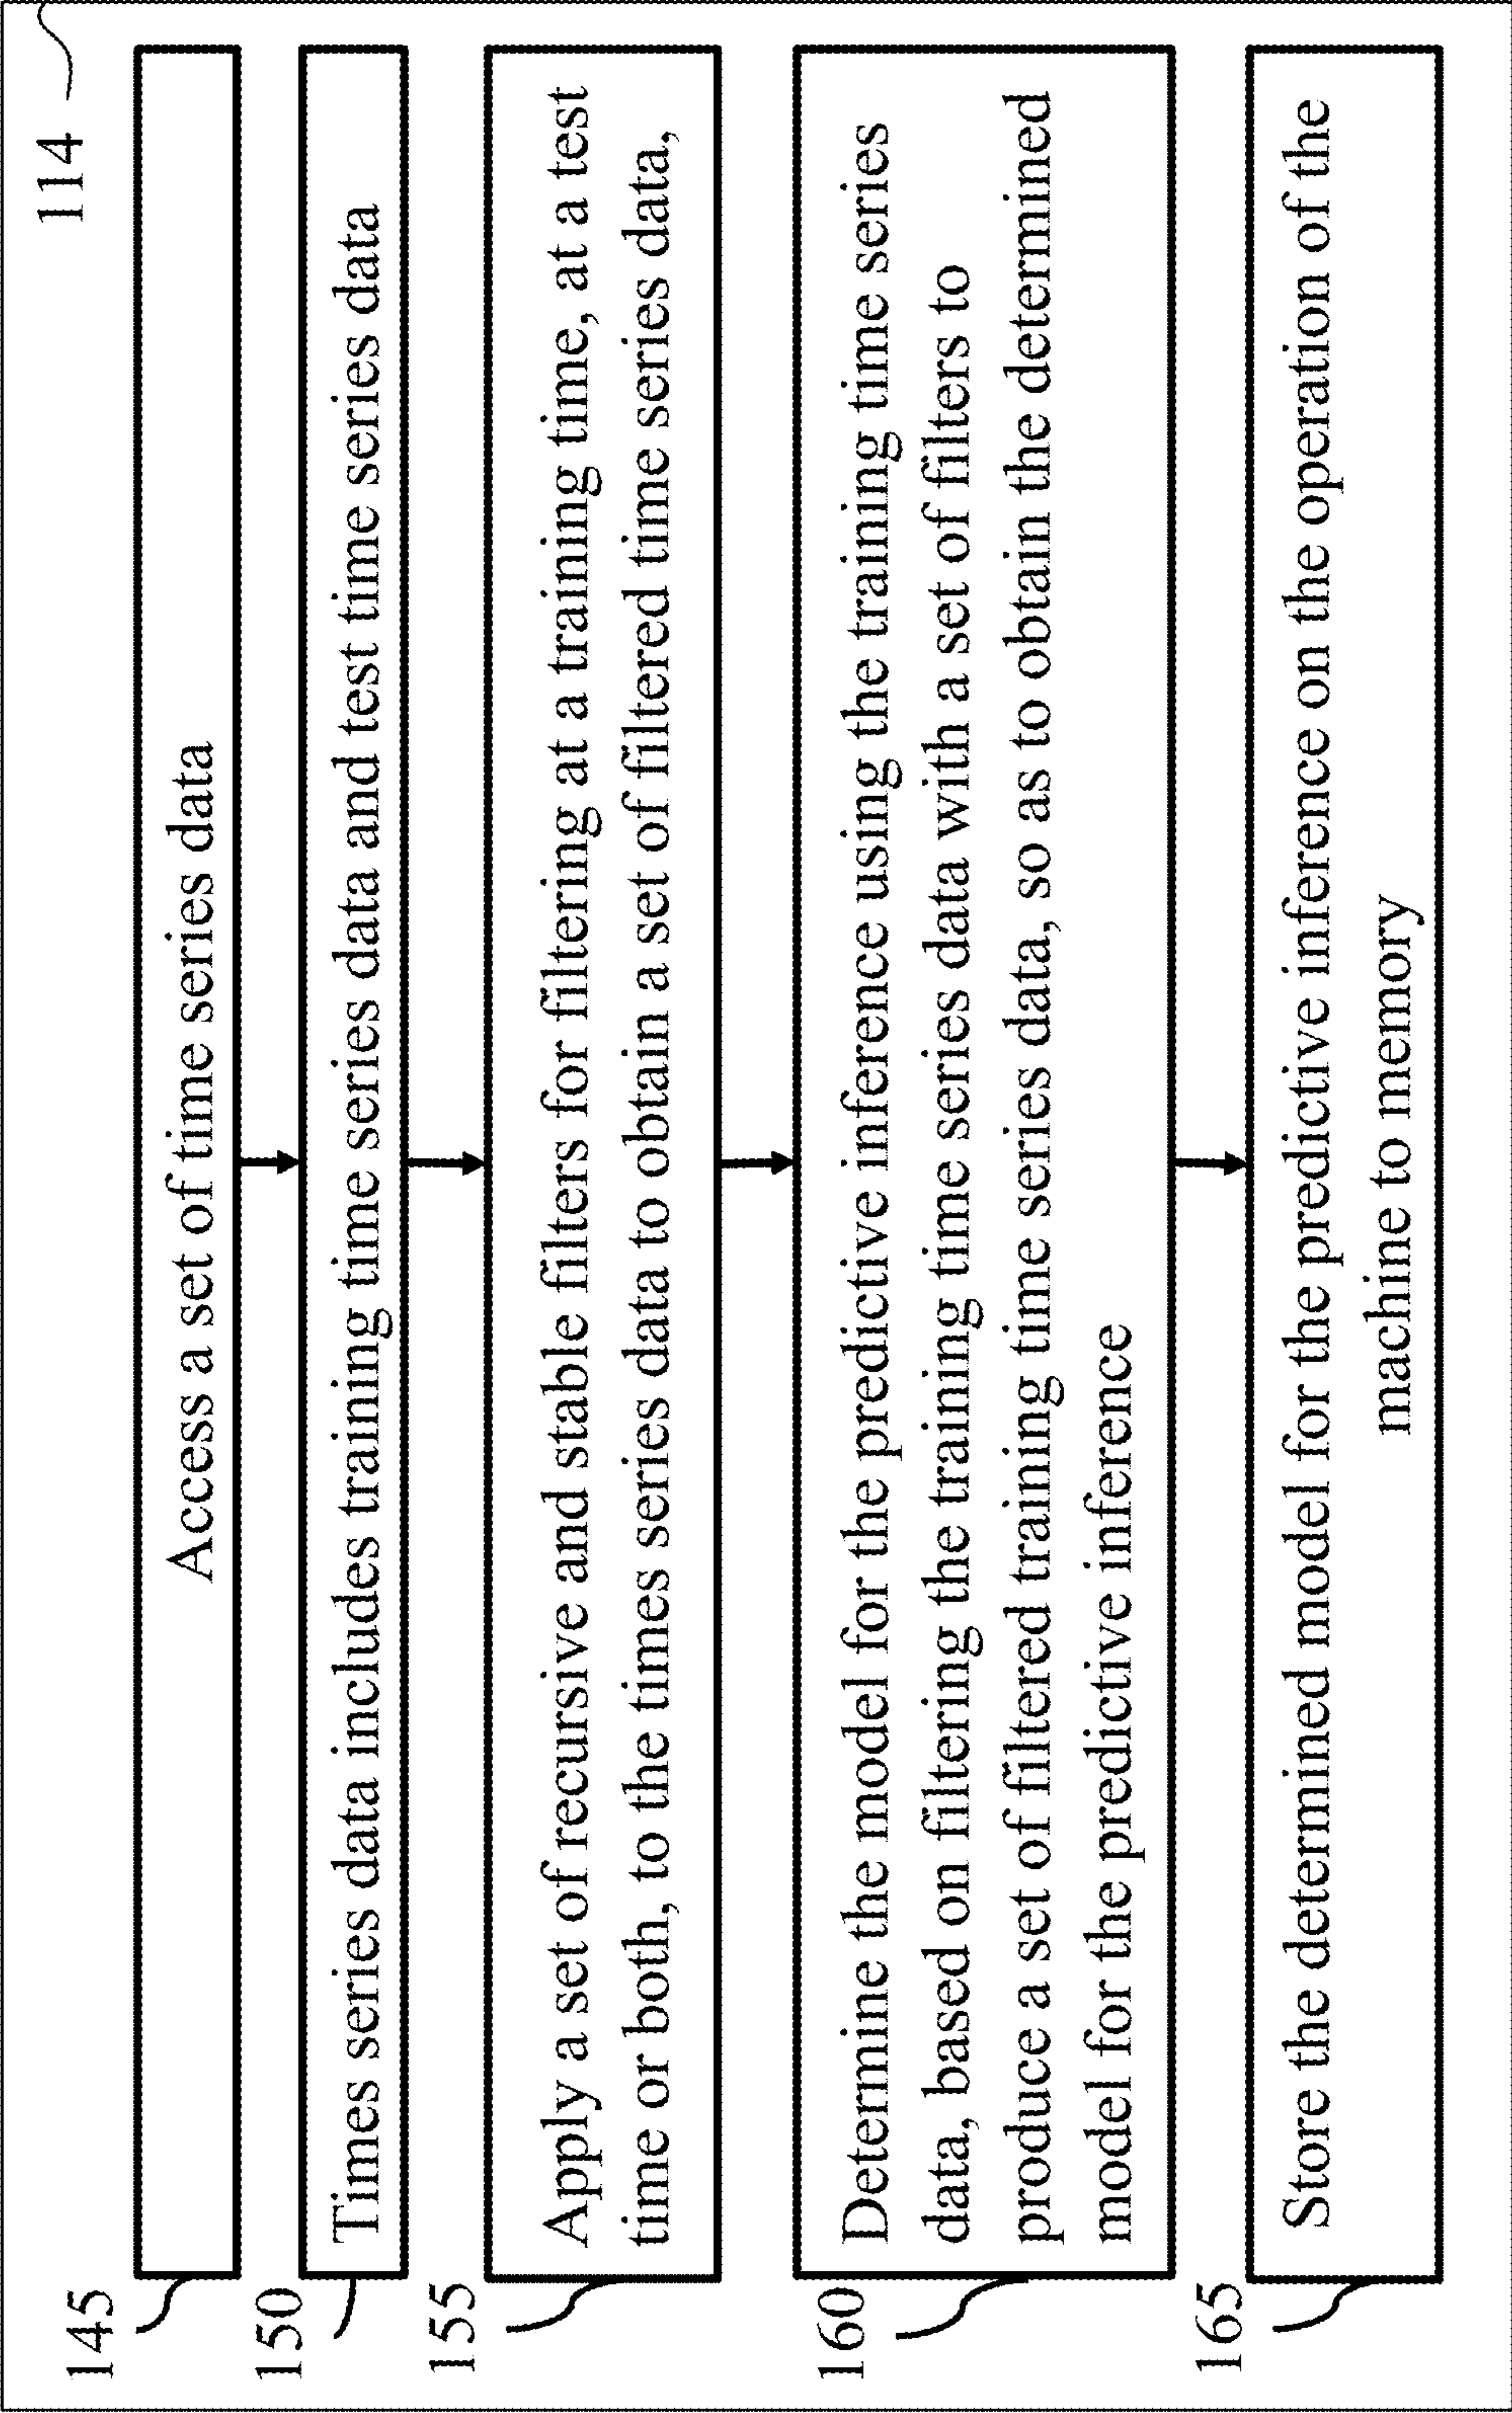 114
145
Access a set of time series data
150
Times series data includes training time series data and test time series data
155
Apply a set of recursive and stable filters for filtering at a training time, at a test
time or both, to the times series data to obtain a set of filtered time series data,
160
Determine the model for the predictive inference using the training time series
data, based on filtering the training time series data with a set of filters to
produce a set of filtered training time series data, so as to obtain the determined
model for the predictive inference
165
Store the determined model for the predictive inference on the operation of the
machine to memory